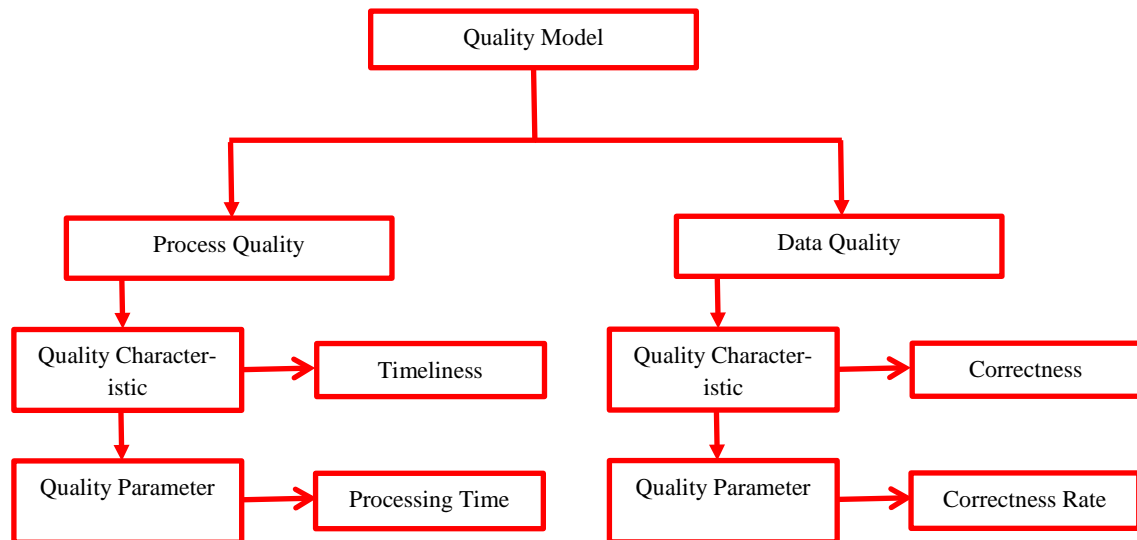 Quality Model
Process Quality
Data Quality
Quality Character-
istic
Timeliness
Quality Character-
istic
Correctness
Quality Parameter
Processing Time
Quality Parameter
Correctness Rate